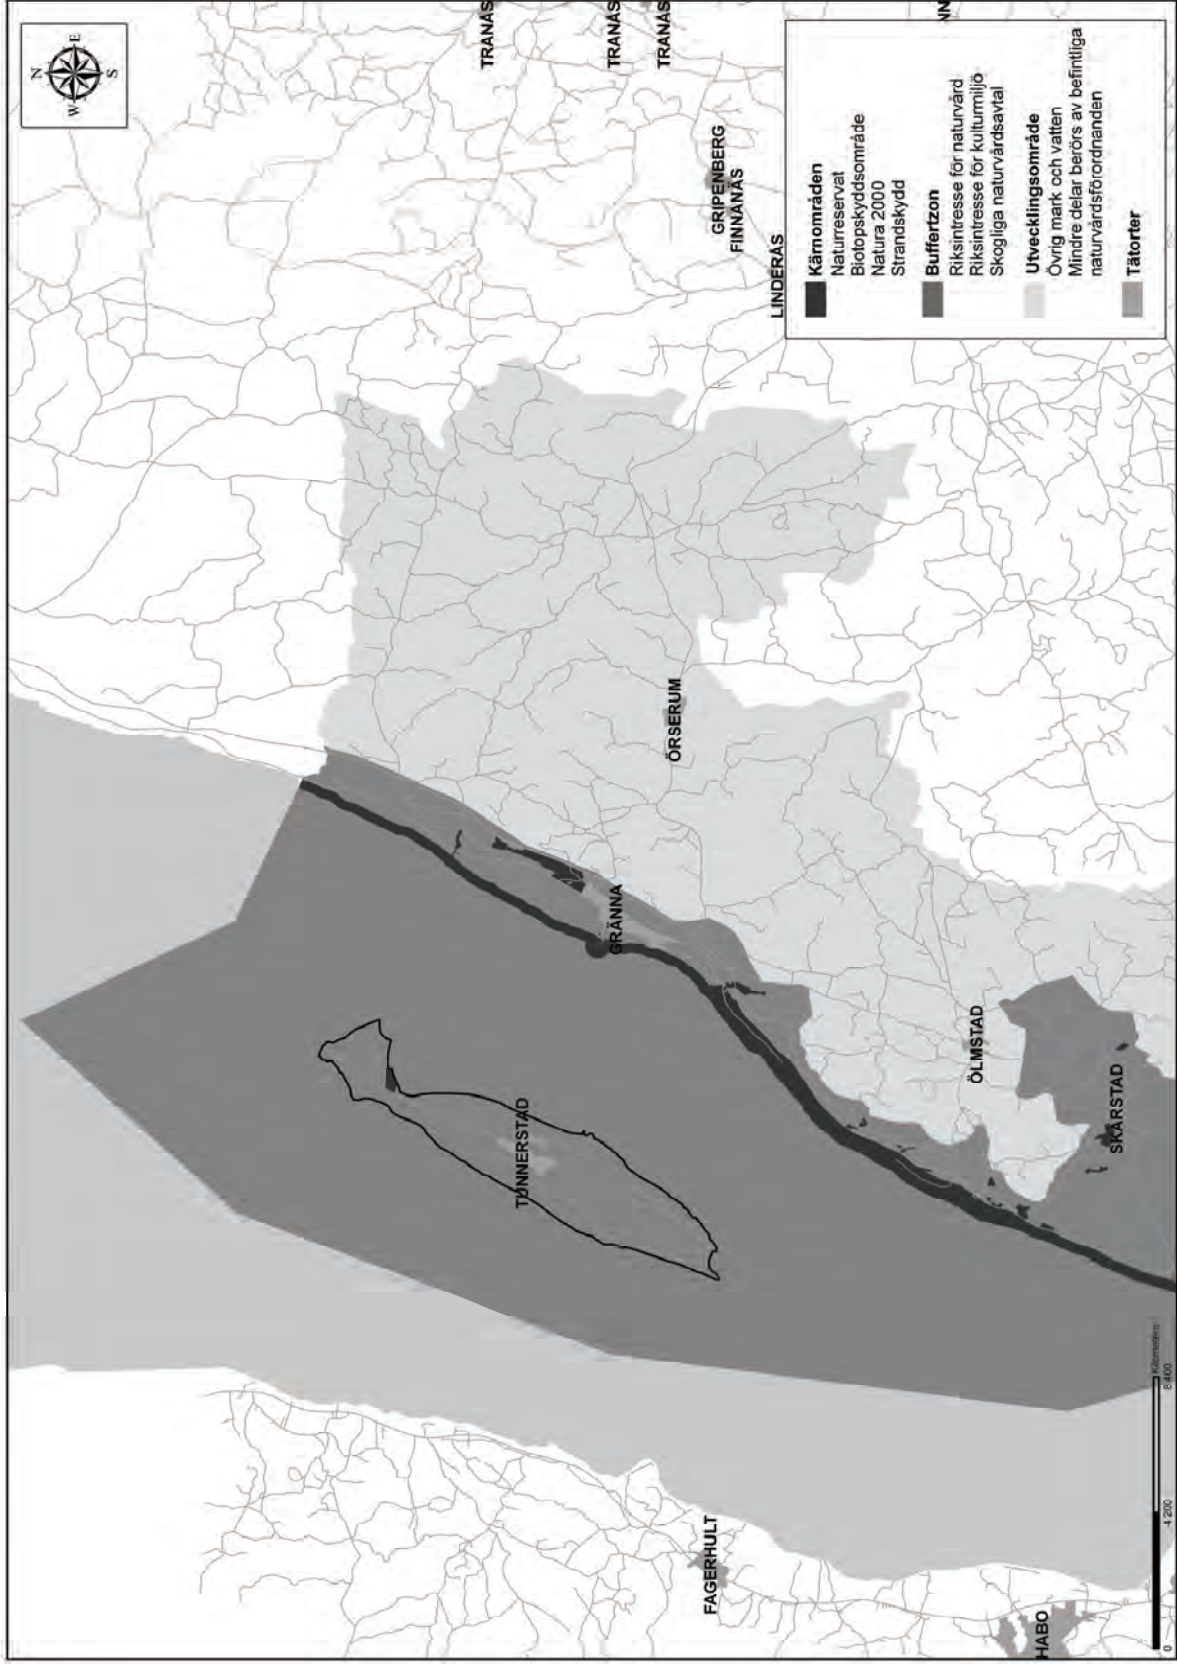 N
W E
S
TRANÅS
TUNNERSTAD
TRANÅS
GRÄNNA
TRANÅS
ÖRSERUM
FAGERHULT
GRIPENBERG
FINNANÄS
LINDERÅS
NN
ÖLMSTAD
HABO
SKÄRSTAD
Kärnområden
Naturreservat
Biotopskyddsområde
Natura 2000
Strandskydd
Buffertzon
Riksintresse för naturvård
Riksintresse för kulturmiljö
Skogliga naturvårdsavtal
Utvecklingsområde
Övrig mark och vatten
Mindre delar berörs av befintliga
naturvårdsförordnanden
Tätorter
Kilometers
0 4 200 8 400